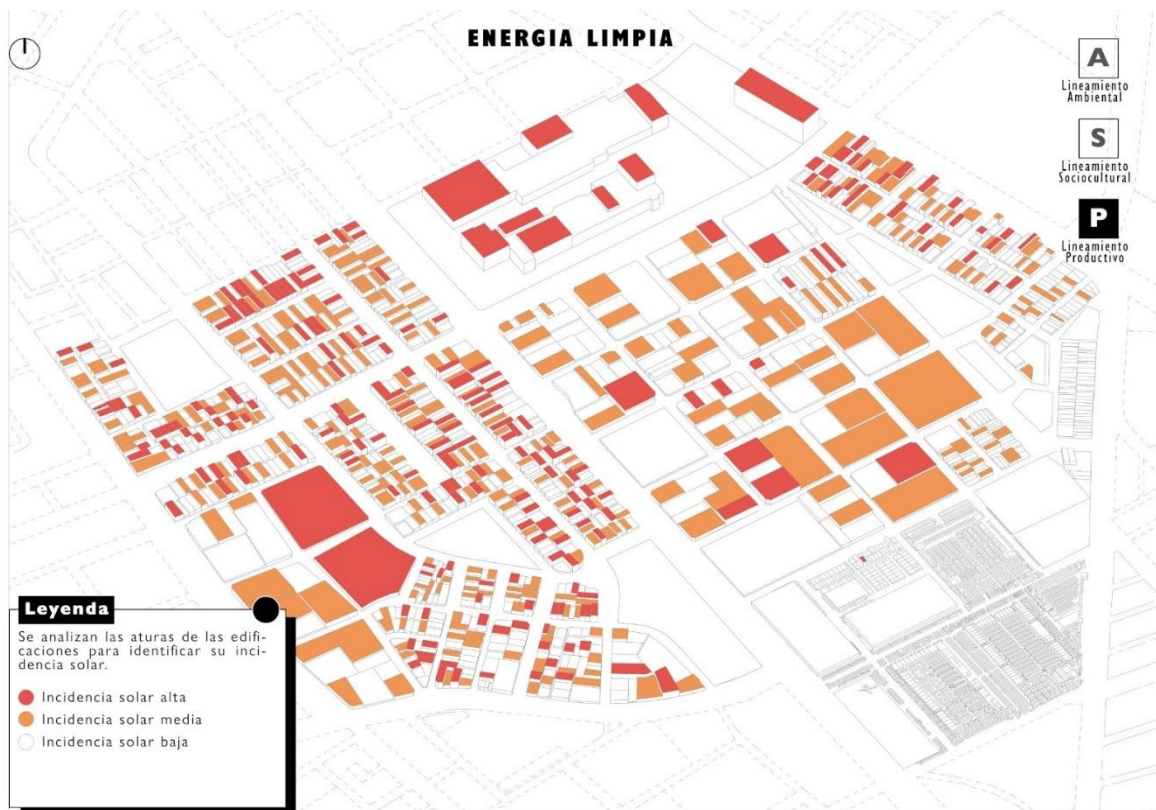 ENERGIA LIMPIA
A
Lineamiento
Ambiental
S
Lineamiento
Sociocultural
P
Lineamiento
Productivo
Leyenda
Se analizan las aturas de las edifi-
caciones para identificar su inci-
dencia solar.
Incidencia solar alta
Incidencia solar media
Incidencia solar baja